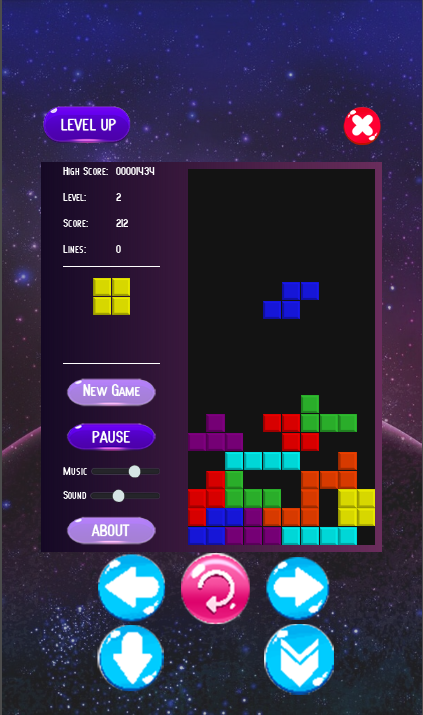 LEVEL UP
High Score: 00001434
Level: 2
Score: 212
Lines: 0
New Game
PAUSE
Music
Sound
ABOUT